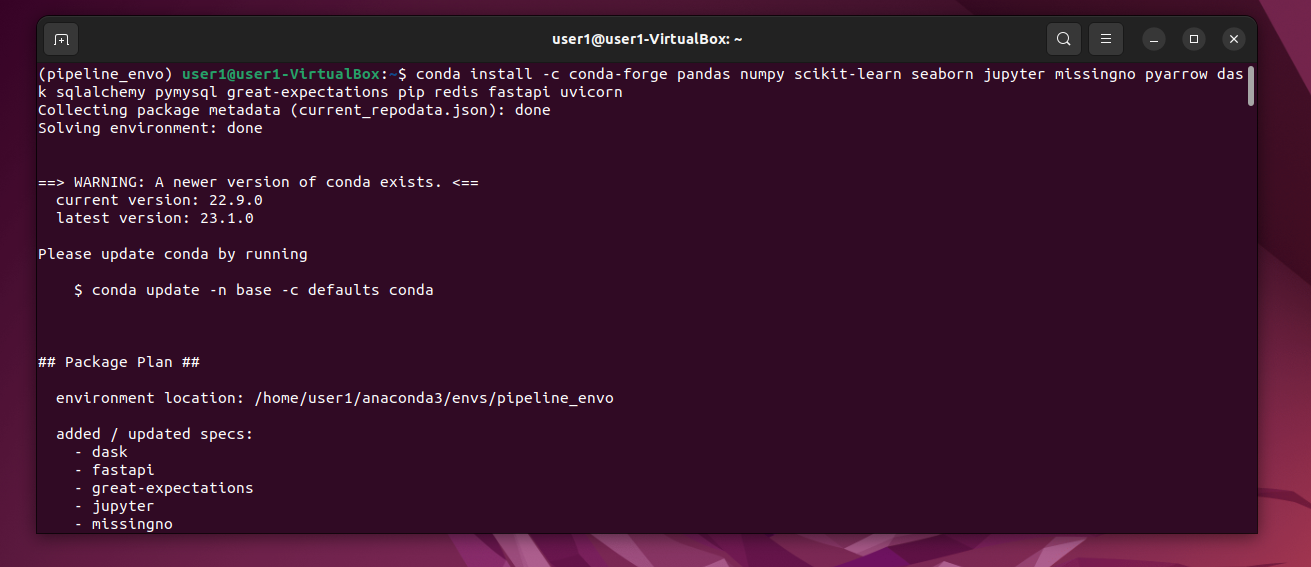 user1@user1-VirtualBox: ~
(pipeline_envo) user1@user1-VirtualBox:~$ conda install -c conda-forge pandas numpy scikit-learn seaborn jupyter missingno pyarrow das
k sqlalchemy pymysql great-expectations pip redis fastapi uvicorn
Collecting package metadata (current_repodata.json): done
Solving environment: done
==> WARNING: A newer version of conda exists. <==
current version: 22.9.0
latest version: 23.1.0
Please update conda by running
$ conda update -n base -c defaults conda
## Package Plan ##
environment location: /home/user1/anaconda3/envs/pipeline_envo
added / updated specs:
- dask
- fastapi
- great-expectations
- jupyter
- missingno